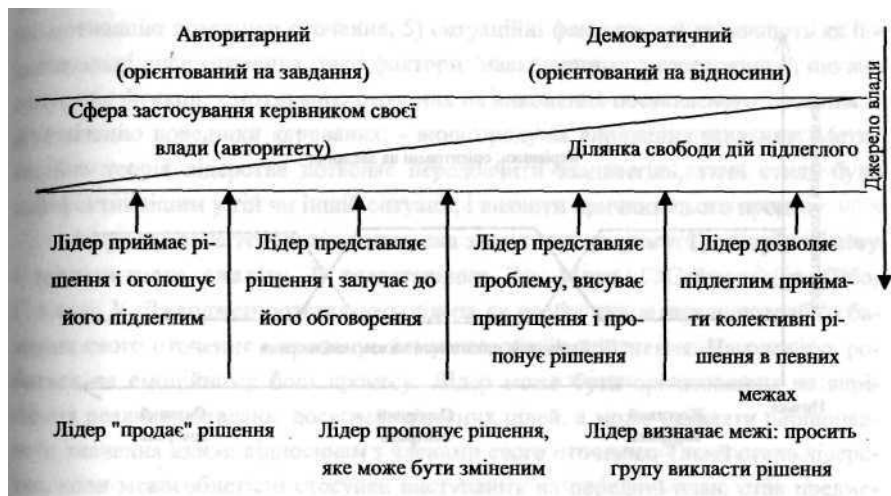 Авторитарний
(орієнтований на завдання)
Демократичний
(орієнтований на відносини)
Сфера застосування керівником своєї
влади (авторитету)
Ділянка свободи дій підлеглого
Джерело влади
Лідер приймає рі-
шення і оголошує
його підлеглим
Лідер представляє
рішення і залучає до
його обговорення
Лідер представляє
проблему, висуває
припущення і про-
понує рішення
Лідер дозволяє
підлеглим прийма-
ти колективні рі-
шення в певних
межах
Лідер "продає" рішення
Лідер пропонує рішення,
яке може бути зміненим
Лідер визначає межі: просить
групу викласти рішення